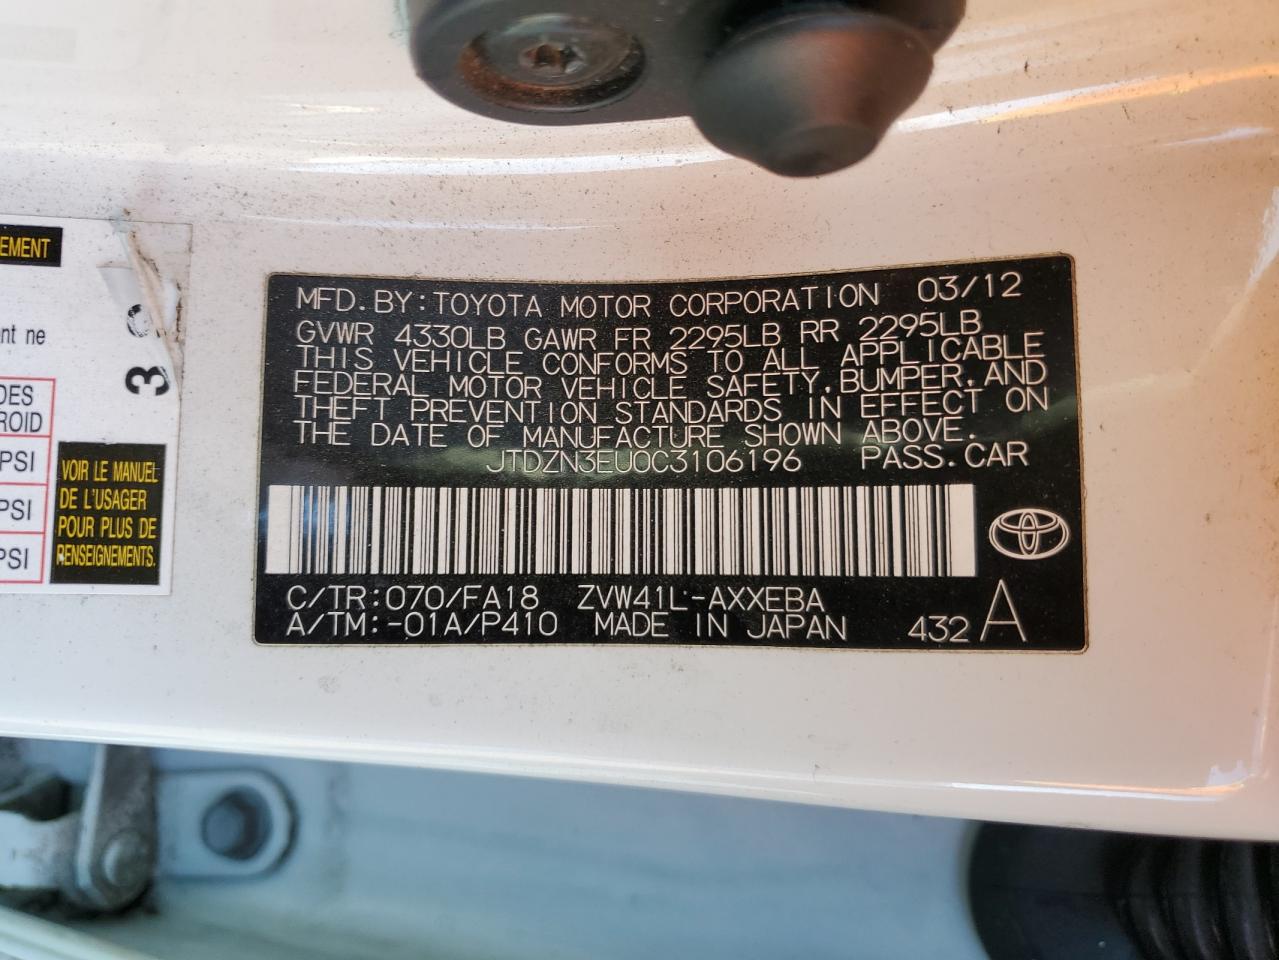 EMENT
3
nt ne
DES
ROID
PSI
PSI
PSI
VOIR LE MANUEL
DE L'USAGER
POUR PLUS DE
RENSEIGNEMENTS.
MFD. BY: TOYOTA MOTOR CORPORATION 03/12
GVWR 4330LB GAWR FR 2295LB RR 2295LB
THIS VEHICLE CONFORMS TO ALL APPLICABLE
FEDERAL MOTOR VEHICLE SAFETY, BUMPER, AND
THEFT PREVENTION STANDARDS IN EFFECT ON
THE DATE OF MANUFACTURE SHOWN ABOVE.
JTDZN3EU0C3106196 PASS. CAR
C/TR: 070/FA18 ZVW41L-AXXEBA
A/TM: -01A/P410 MADE IN JAPAN 432 A